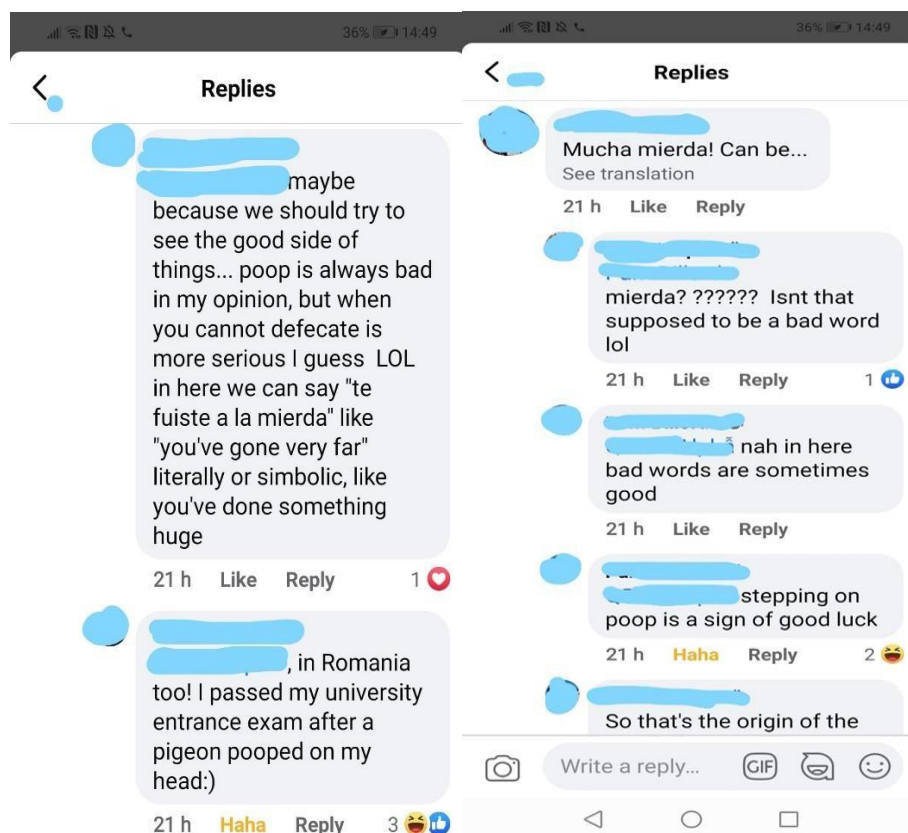 36% 14:49
Replies
maybe
because we should try to
see the good side of
things... poop is always bad
in my opinion, but when
you cannot defecate is
more serious I guess LOL
in here we can say "te
fuiste a la mierda" like
"you've gone very far"
literally or simbolic, like
you've done something
huge
21 h Like Reply 1
, in Romania
too! I passed my university
entrance exam after a
pigeon pooped on my
head:)
21 h Haha Reply 3
36% 14:49
Replies
Mucha mierda! Can be...
See translation
21 h Like Reply
mierda? ?????? Isnt that
supposed to be a bad word
lol
21 h Like Reply 1
nah in here
bad words are sometimes
good
21 h Like Reply
stepping on
poop is a sign of good luck
21 h Haha Reply 2
So that's the origin of the
Write a reply... GIF